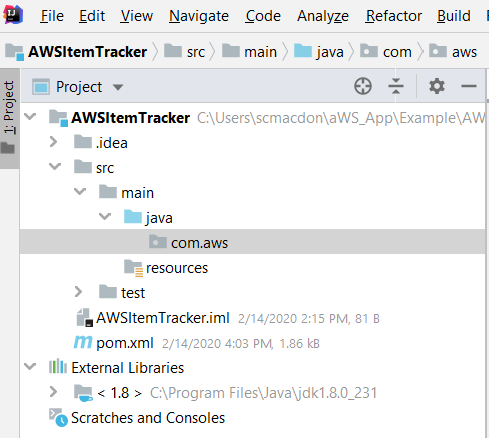 File Edit View Navigate Code Analyze Refactor Build
AWSItemTracker src main java com aws
1: Project
Project
AWSItemTracker C:\Users\scmacdon\aWS_App\Example\AW
.idea
src
main
java
com.aws
resources
test
AWSItemTracker.iml 2/14/2020 2:15 PM, 81 B
pom.xml 2/14/2020 4:03 PM, 1.86 kB
External Libraries
< 1.8 > C:\Program Files\Java\jdk1.8.0_231
Scratches and Consoles